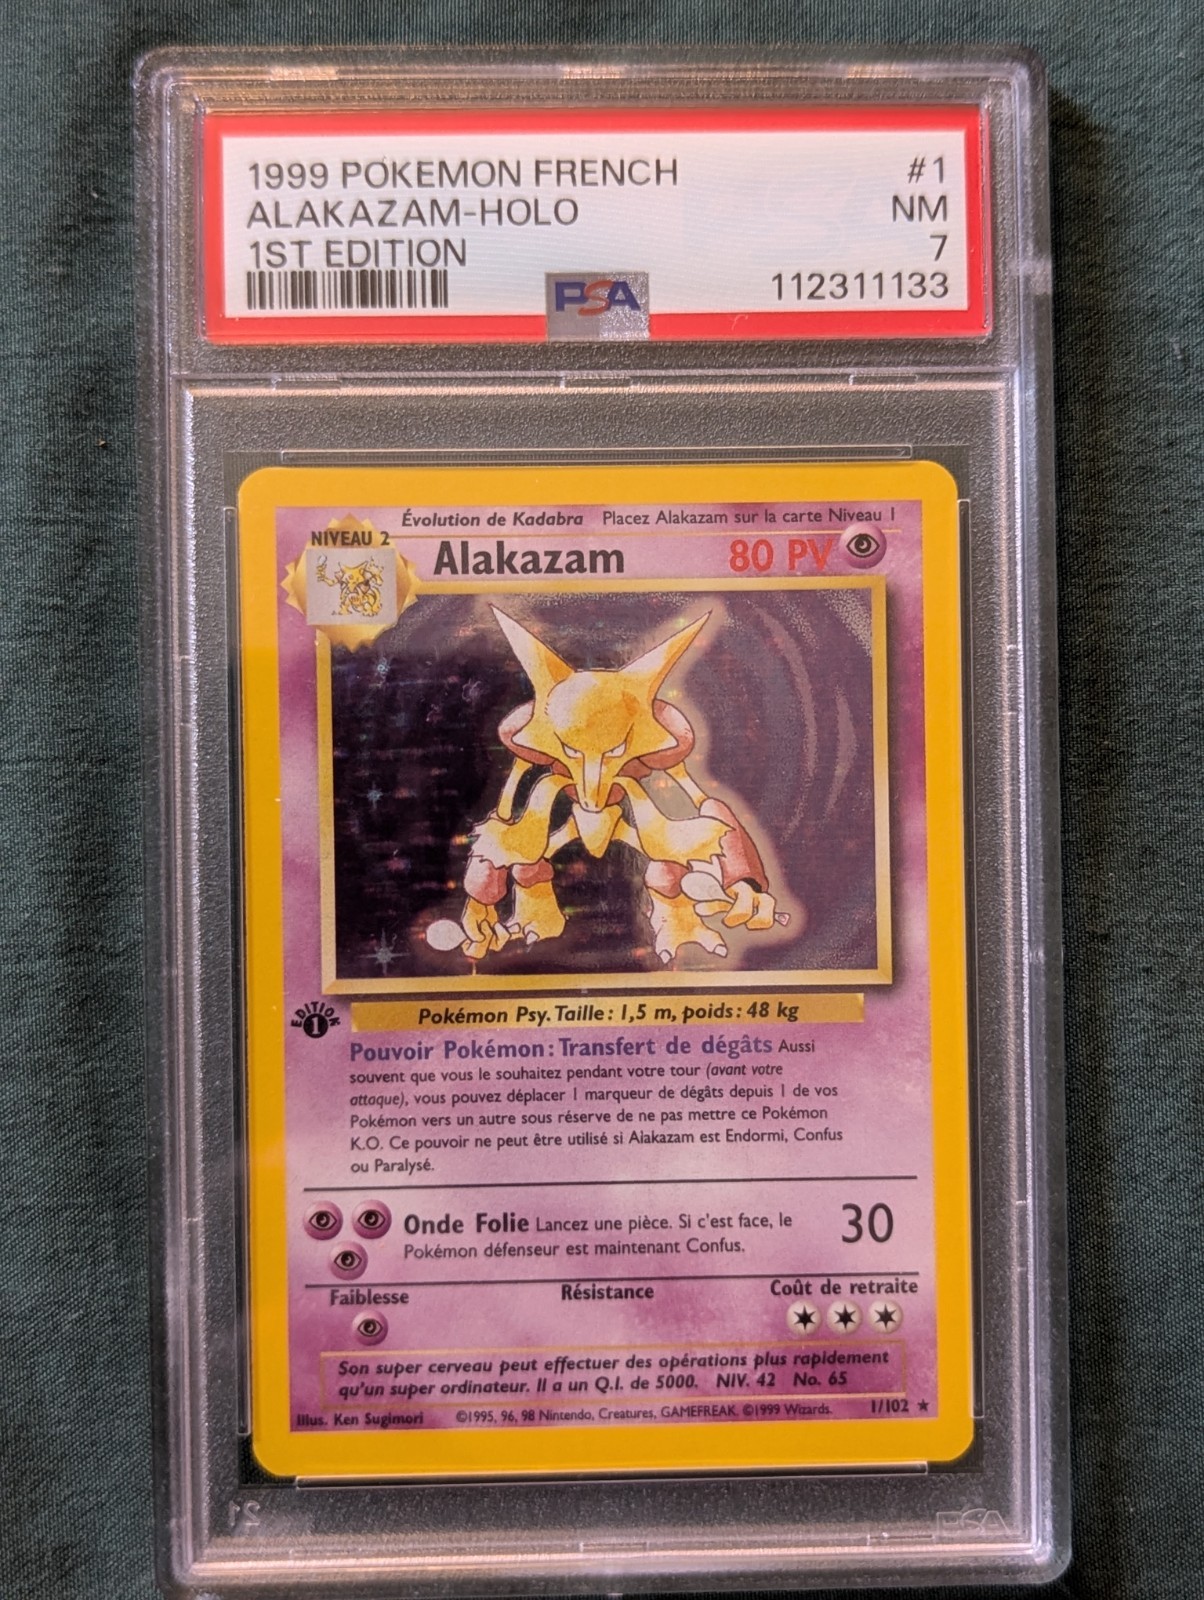 1999 POKEMON FRENCH #1
ALAKAZAM-HOLO NM
1ST EDITION 7
PSA 112311133
Évolution de Kadabra Placez Alakazam sur la carte Niveau 1
NIVEAU 2
Alakazam 80 PV
EDITION
1
Pokémon Psy. Taille : 1,5 m, poids : 48 kg
Pouvoir Pokémon : Transfert de dégâts Aussi
souvent que vous le souhaitez pendant votre tour (avant votre
attaque), vous pouvez déplacer 1 marqueur de dégâts depuis 1 de vos
Pokémon vers un autre sous réserve de ne pas mettre ce Pokémon
K.O. Ce pouvoir ne peut être utilisé si Alakazam est Endormi, Confus
ou Paralysé.
Onde Folie Lancez une pièce. Si c'est face, le 30
Pokémon défenseur est maintenant Confus.
Faiblesse Résistance Coût de retraite
Son super cerveau peut effectuer des opérations plus rapidement
qu'un super ordinateur. Il a un Q.I. de 5000. NIV. 42 No. 65
Illus. Ken Sugimori ©1995, 96, 98 Nintendo, Creatures, GAMEFREAK. ©1999 Wizards. 1/102 ★
21 PSA